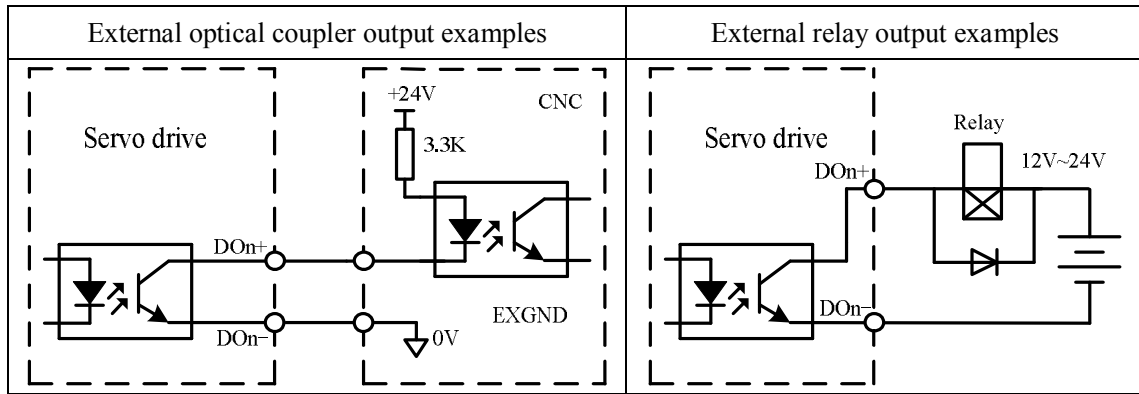 External optical coupler output examples
External relay output examples
+24V
CNC
3.3K
Servo drive
DOn+
DOn−
EXGND
0V
Servo drive
Relay
12V~24V
DOn+
DOn−